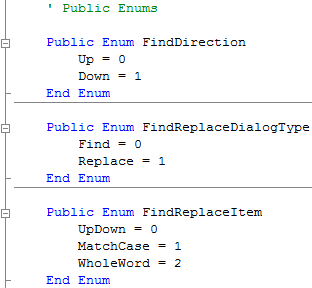 ' Public Enums
Public Enum FindDirection
Up = 0
Down = 1
End Enum
Public Enum FindReplaceDialogType
Find = 0
Replace = 1
End Enum
Public Enum FindReplaceItem
UpDown = 0
MatchCase = 1
WholeWord = 2
End Enum